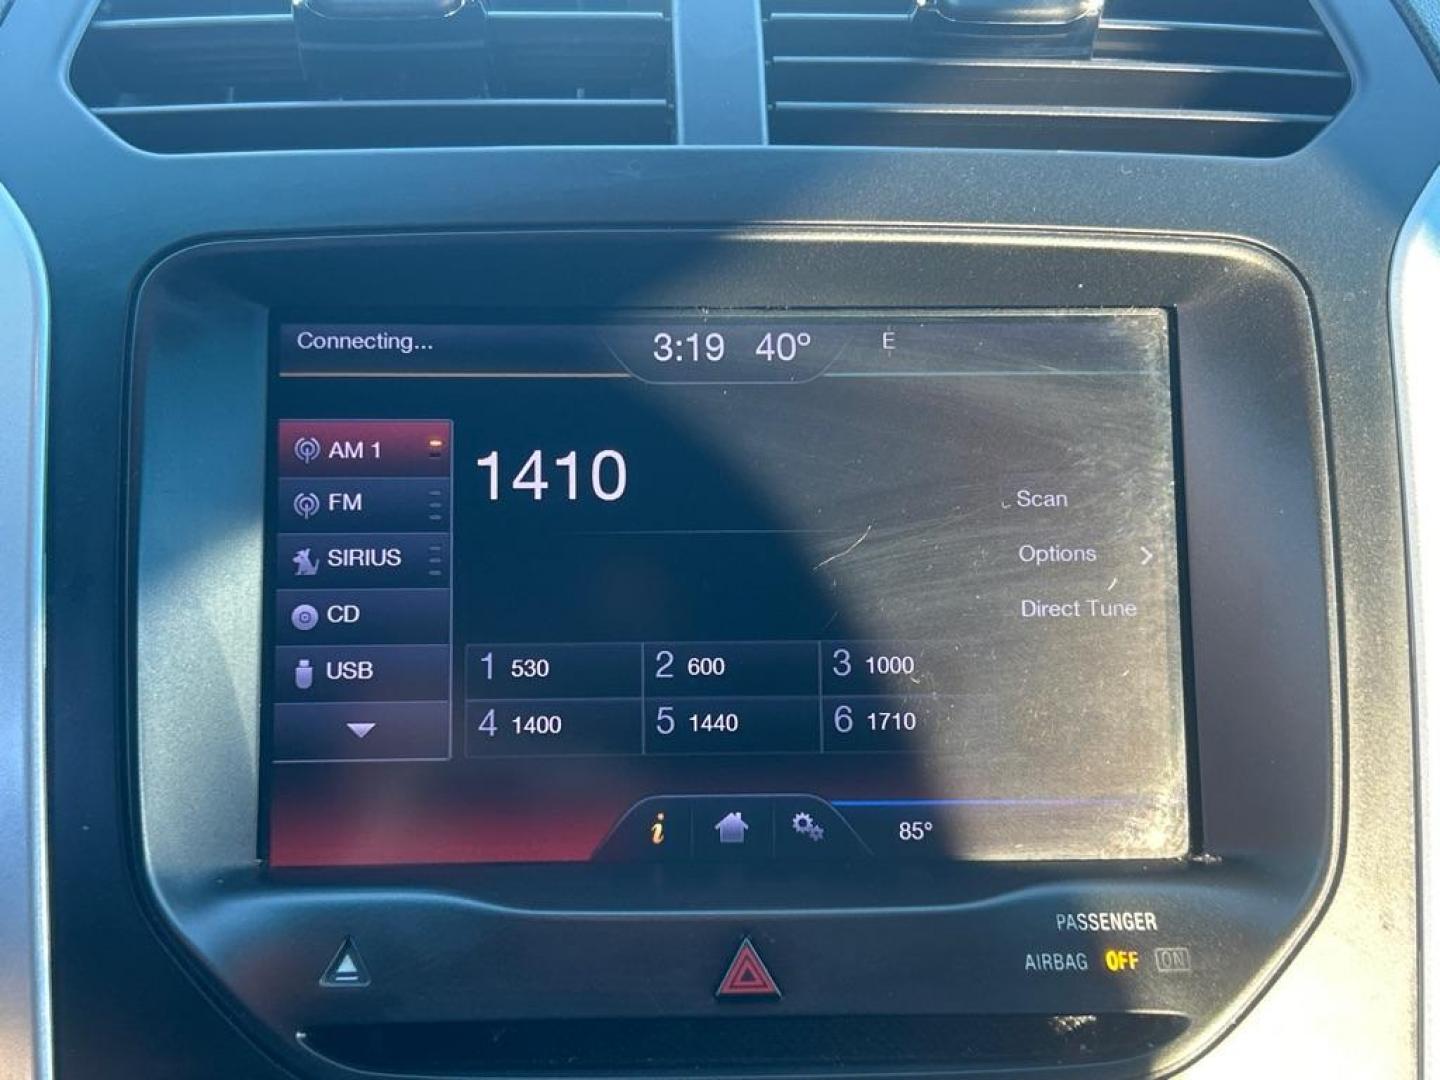 Connecting... 3:19 40° E
AM 1
1410
FM
Scan
SIRIUS
Options
CD
Direct Tune
USB
1 530 2 600 3 1000
4 1400 5 1440 6 1710
i 85°
PASSENGER
AIRBAG OFF ON